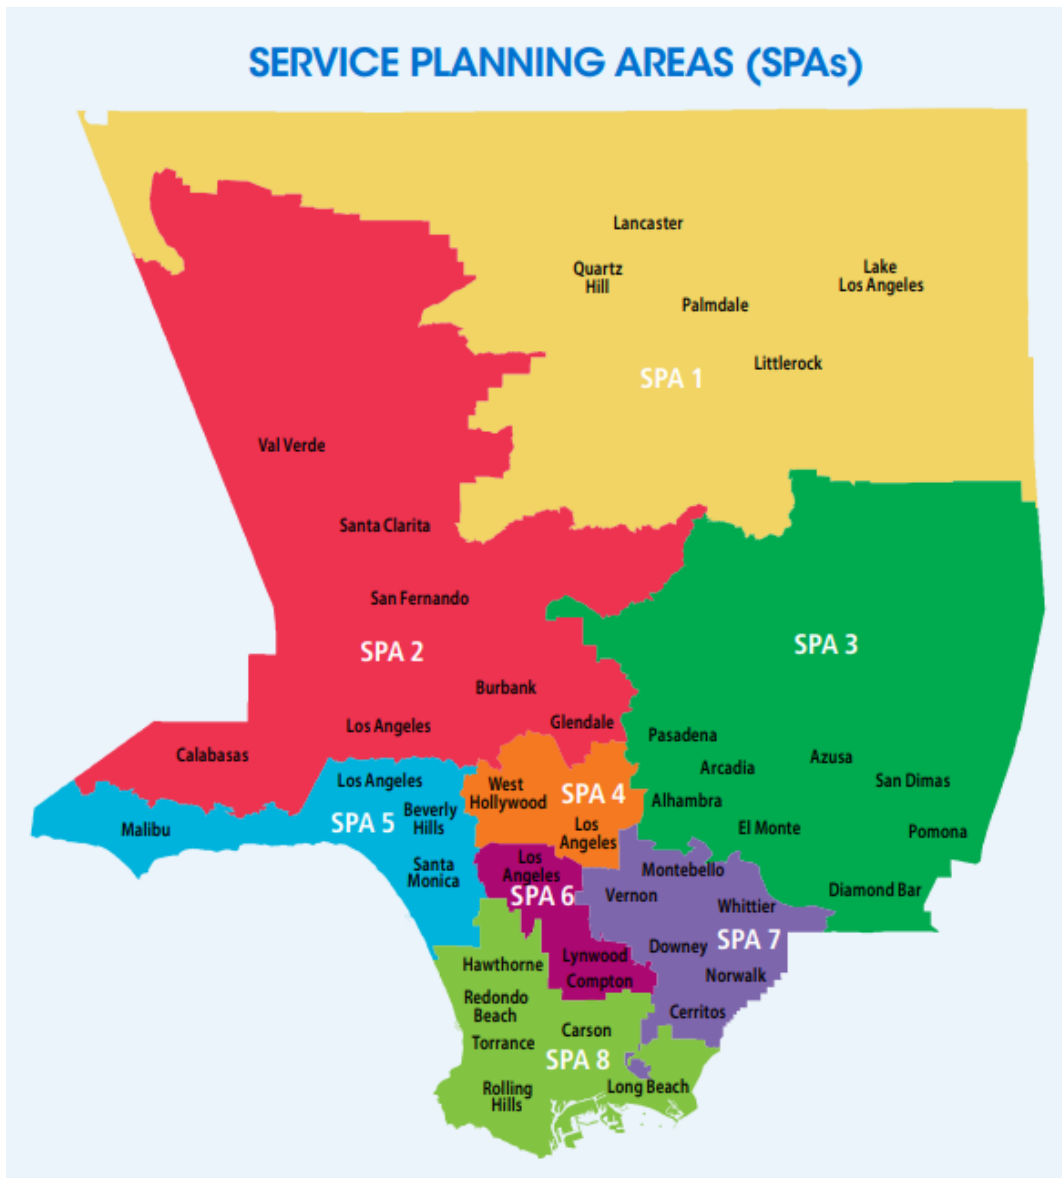 SERVICE PLANNING AREAS (SPAs)
Lancaster
Quartz
Hill
Lake
Los Angeles
Palmdale
Littlerock
SPA 1
Val Verde
Santa Clarita
San Fernando
SPA 2
Burbank
Los Angeles
Glendale
Calabasas
SPA 3
Pasadena
Arcadia
Azusa
San Dimas
Alhambra
El Monte
Pomona
Diamond Bar
West
Hollywood
SPA 4
Los
Angeles
Los Angeles
Beverly
Hills
SPA 5
Malibu
Santa
Monica
Los
Angeles
SPA 6
Lynwood
Compton
Montebello
Vernon
Whittier
Downey
SPA 7
Norwalk
Cerritos
Hawthorne
Redondo
Beach
Carson
Torrance
SPA 8
Rolling
Hills
Long Beach